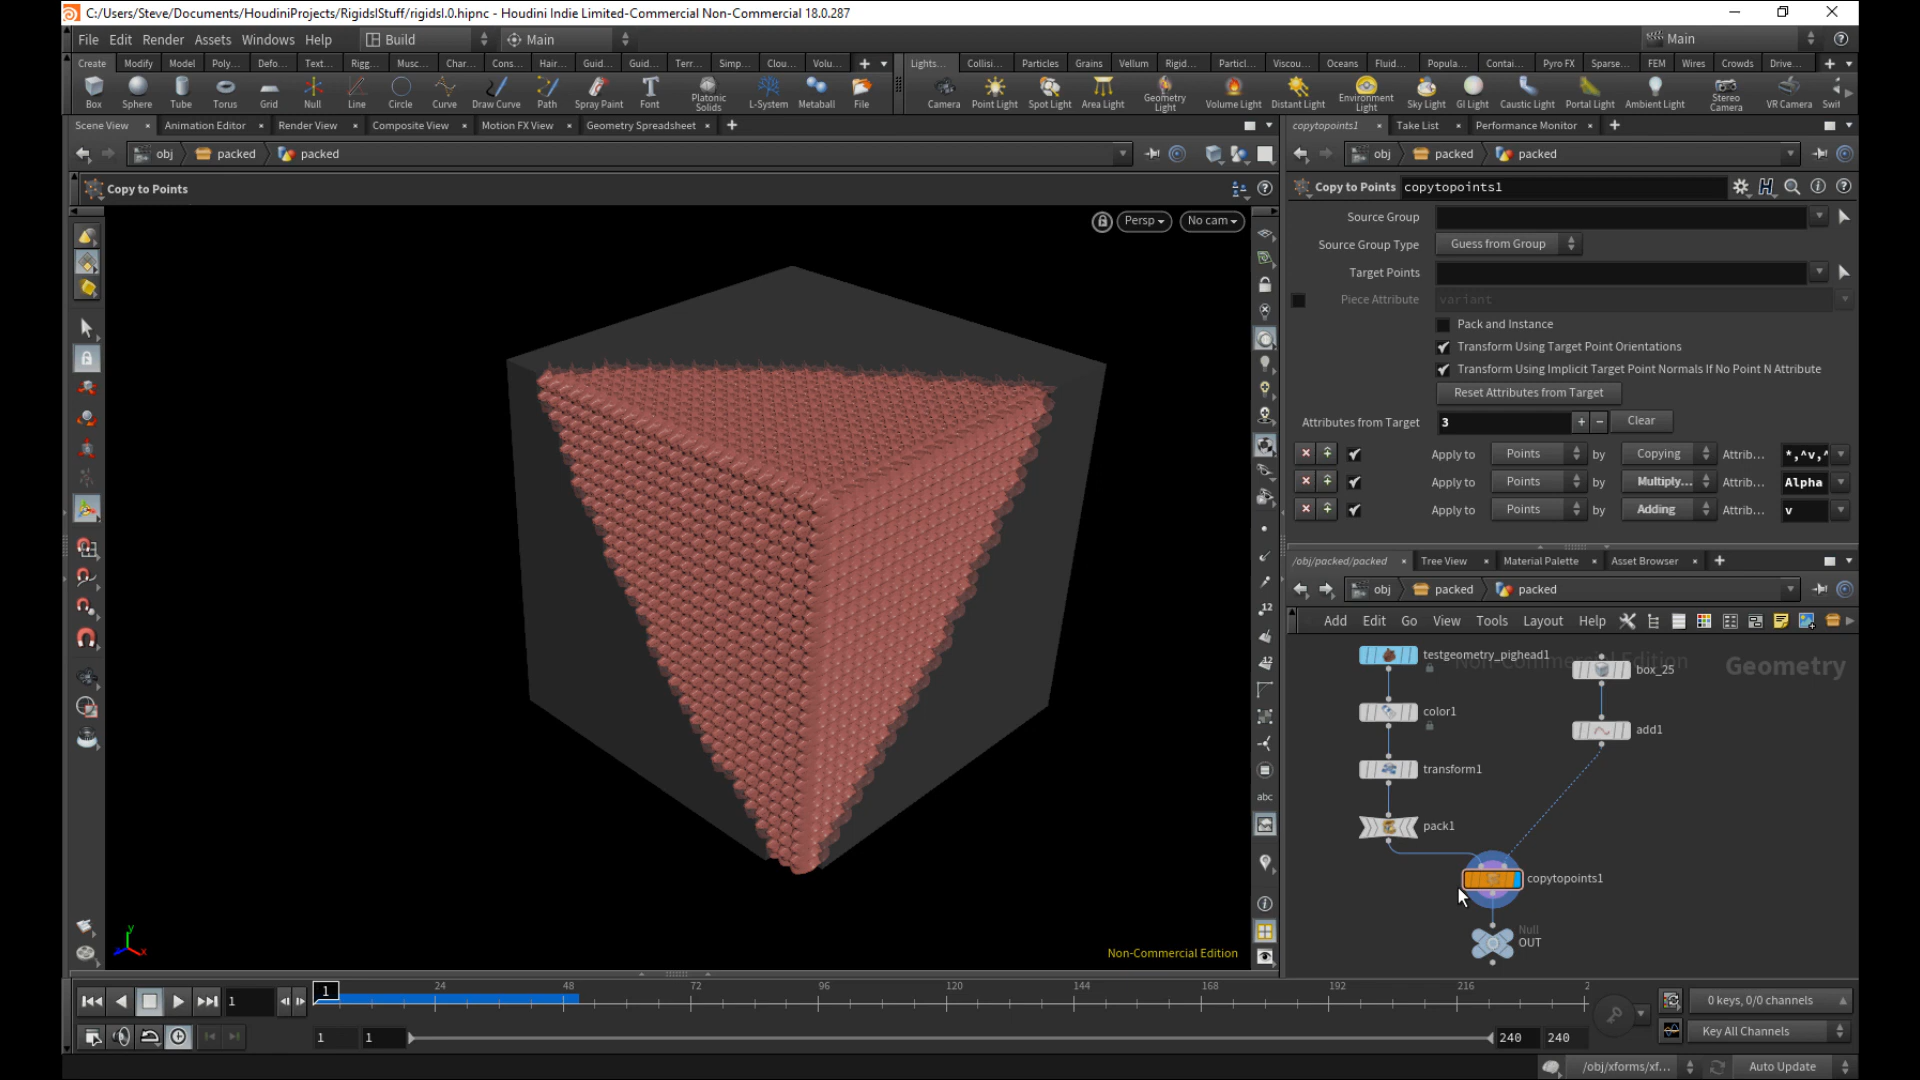 C:/Users/Steve/Documents/HoudiniProjects/RigidslStuff/rigidsl.0.hipnc - Houdini Indie Limited-Commercial Non-Commercial 18.0.287
File Edit Render Assets Windows Help Build Main Main
Create Modify Model Poly... Defo... Text... Rigg... Musc... Char... Cons... Hair... Guid... Guid... Terr... Simp... Clou... Volu... Lights... Collisi... Particles Grains Vellum Rigid... Particl... Viscou... Oceans Fluid... Popula... Contai... Pyro FX Sparse... FEM Wires Crowds Drive...
Box Sphere Tube Torus Grid Null Line Circle Curve Draw Curve Path Spray Paint Font Platonic Solids L-System Metaball File Camera Point Light Spot Light Area Light Geometry Light Volume Light Distant Light Environment Light Sky Light GI Light Caustic Light Portal Light Ambient Light Stereo Camera VR Camera Swit
Scene View Animation Editor Render View Composite View Motion FX View Geometry Spreadsheet copytopoints1 Take List Performance Monitor
obj packed packed obj packed packed
Copy to Points
Copy to Points copytopoints1
Persp No cam
Source Group
Source Group Type Guess from Group
Target Points
Piece Attribute variant
Pack and Instance
Transform Using Target Point Orientations
Transform Using Implicit Target Point Normals If No Point N Attribute
Reset Attributes from Target
Attributes from Target 3 Clear
Apply to Points by Copying Attrib... *,^v,^
Apply to Points by Multiply... Attrib... Alpha
Apply to Points by Adding Attrib... v
/obj/packed/packed Tree View Material Palette Asset Browser
obj packed packed
Add Edit Go View Tools Layout Help
Non-Commercial Edition Geometry
testgeometry_pighead1
box_25
color1
add1
transform1
pack1
copytopoints1
Null
OUT
12
12
abc
y
x
Non-Commercial Edition
1 1 24 48 72 96 120 144 168 192 216 2
0 keys, 0/0 channels
1 1 240 240 Key All Channels
/obj/xforms/xf... Auto Update